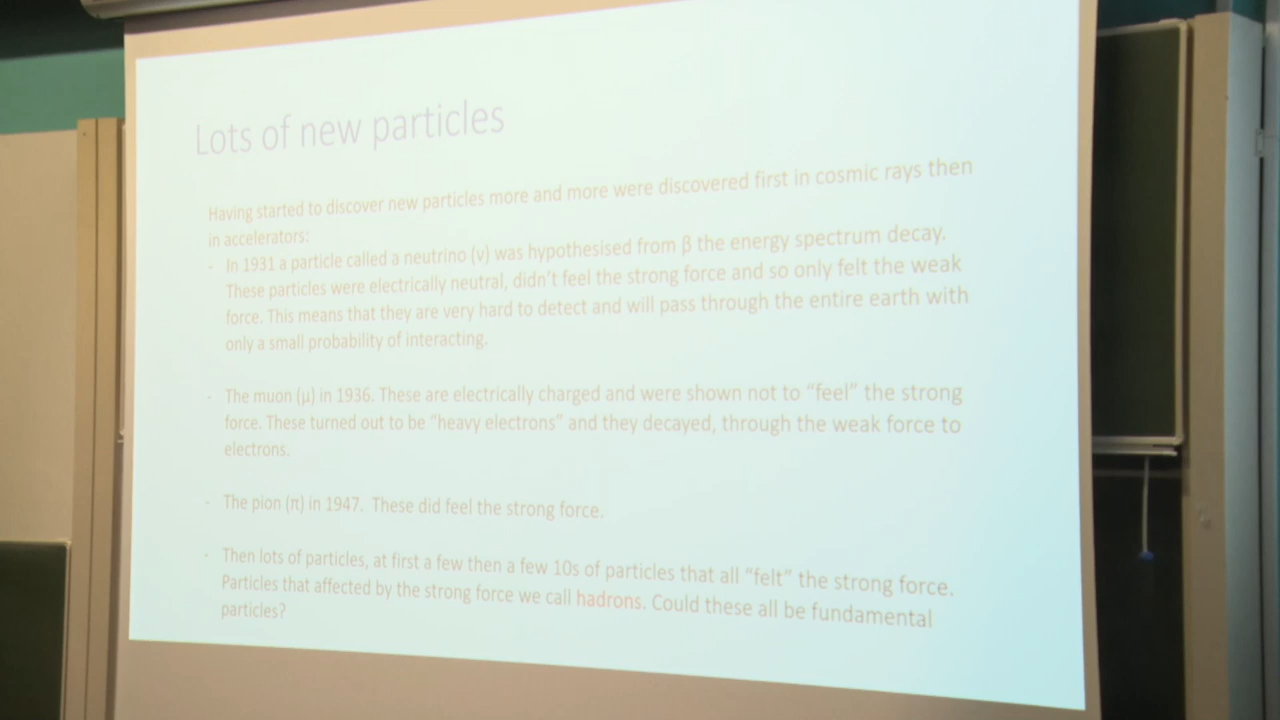 Lots of new particles
Having started to discover new particles more and more were discovered first in cosmic rays then
in accelerators:
- In 1931 a particle called a neutrino (ν) was hypothesised from β the energy spectrum decay.
These particles were electrically neutral, didn't feel the strong force and so only felt the weak
force. This means that they are very hard to detect and will pass through the entire earth with
only a small probability of interacting.
- The muon (μ) in 1936. These are electrically charged and were shown not to "feel" the strong
force. These turned out to be "heavy electrons" and they decayed, through the weak force to
electrons.
- The pion (π) in 1947. These did feel the strong force.
- Then lots of particles, at first a few then a few 10s of particles that all "felt" the strong force.
Particles that affected by the strong force we call hadrons. Could these all be fundamental
particles?